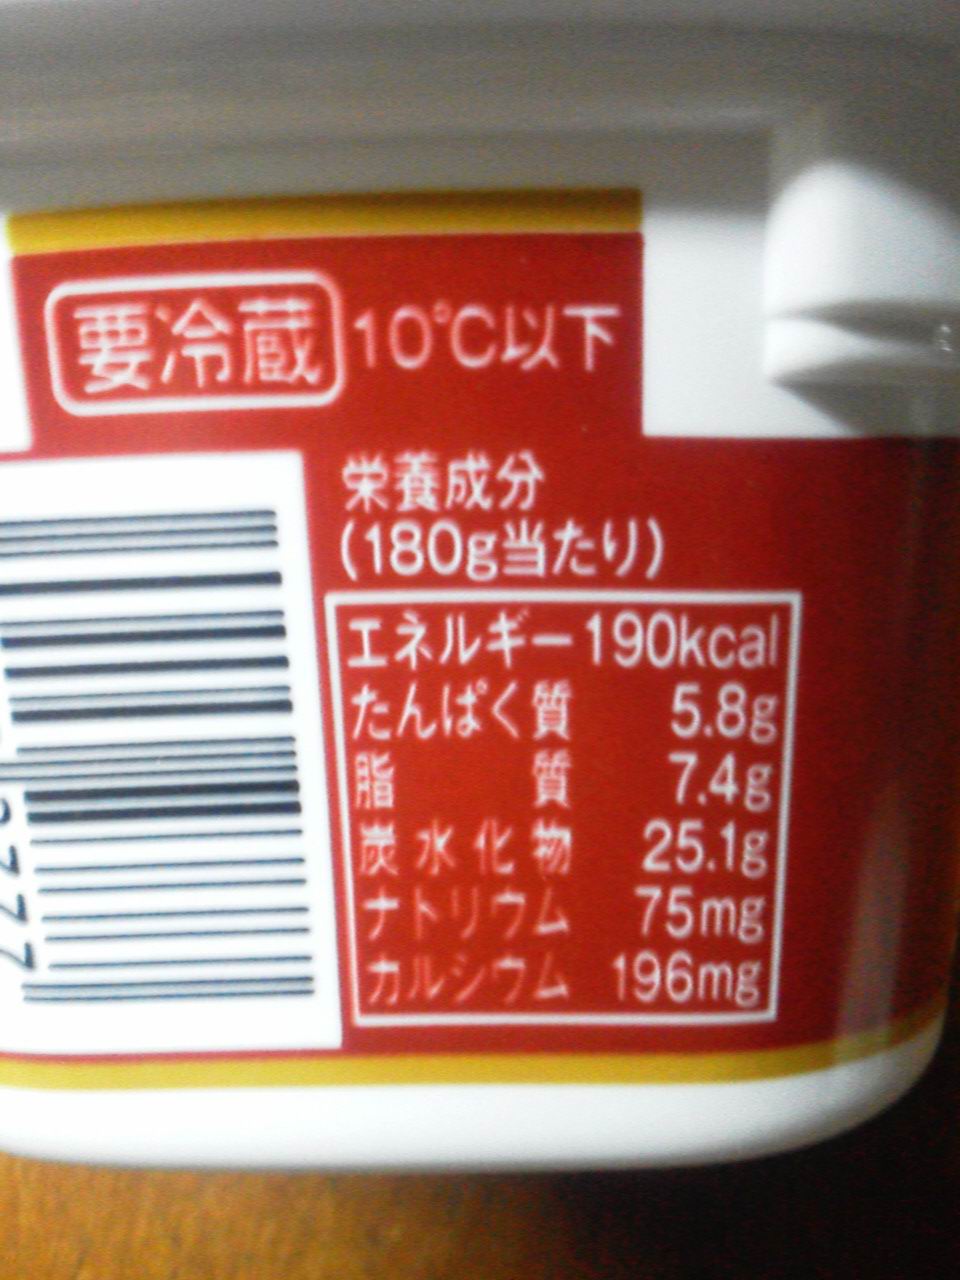 要冷蔵 10℃以下
栄養成分
(180g当たり)
エネルギー 190kcal
たんぱく質 5.8g
脂質 7.4g
炭水化物 25.1g
ナトリウム 75mg
カルシウム 196mg